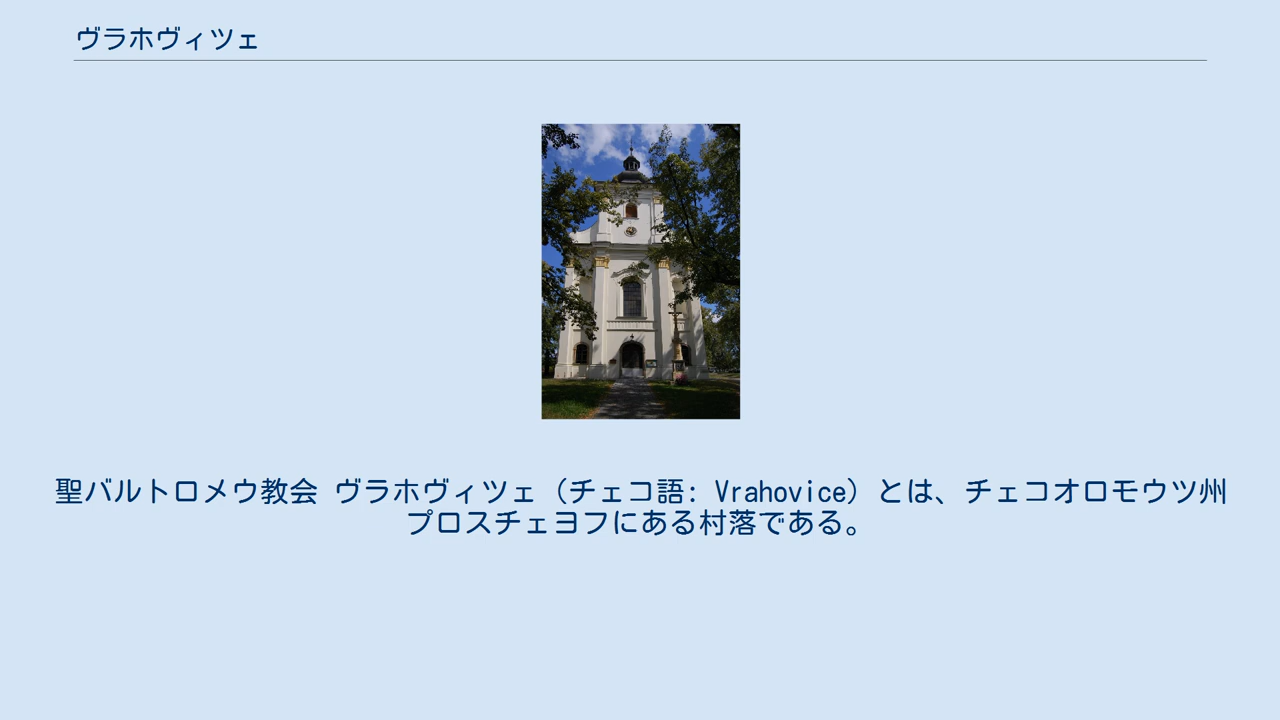 ヴラホヴィツェ
聖バルトロメウ教会 ヴラホヴィツェ（チェコ語: Vrahovice）とは、チェコオロモウツ州
プロスチェヨフにある村落である。